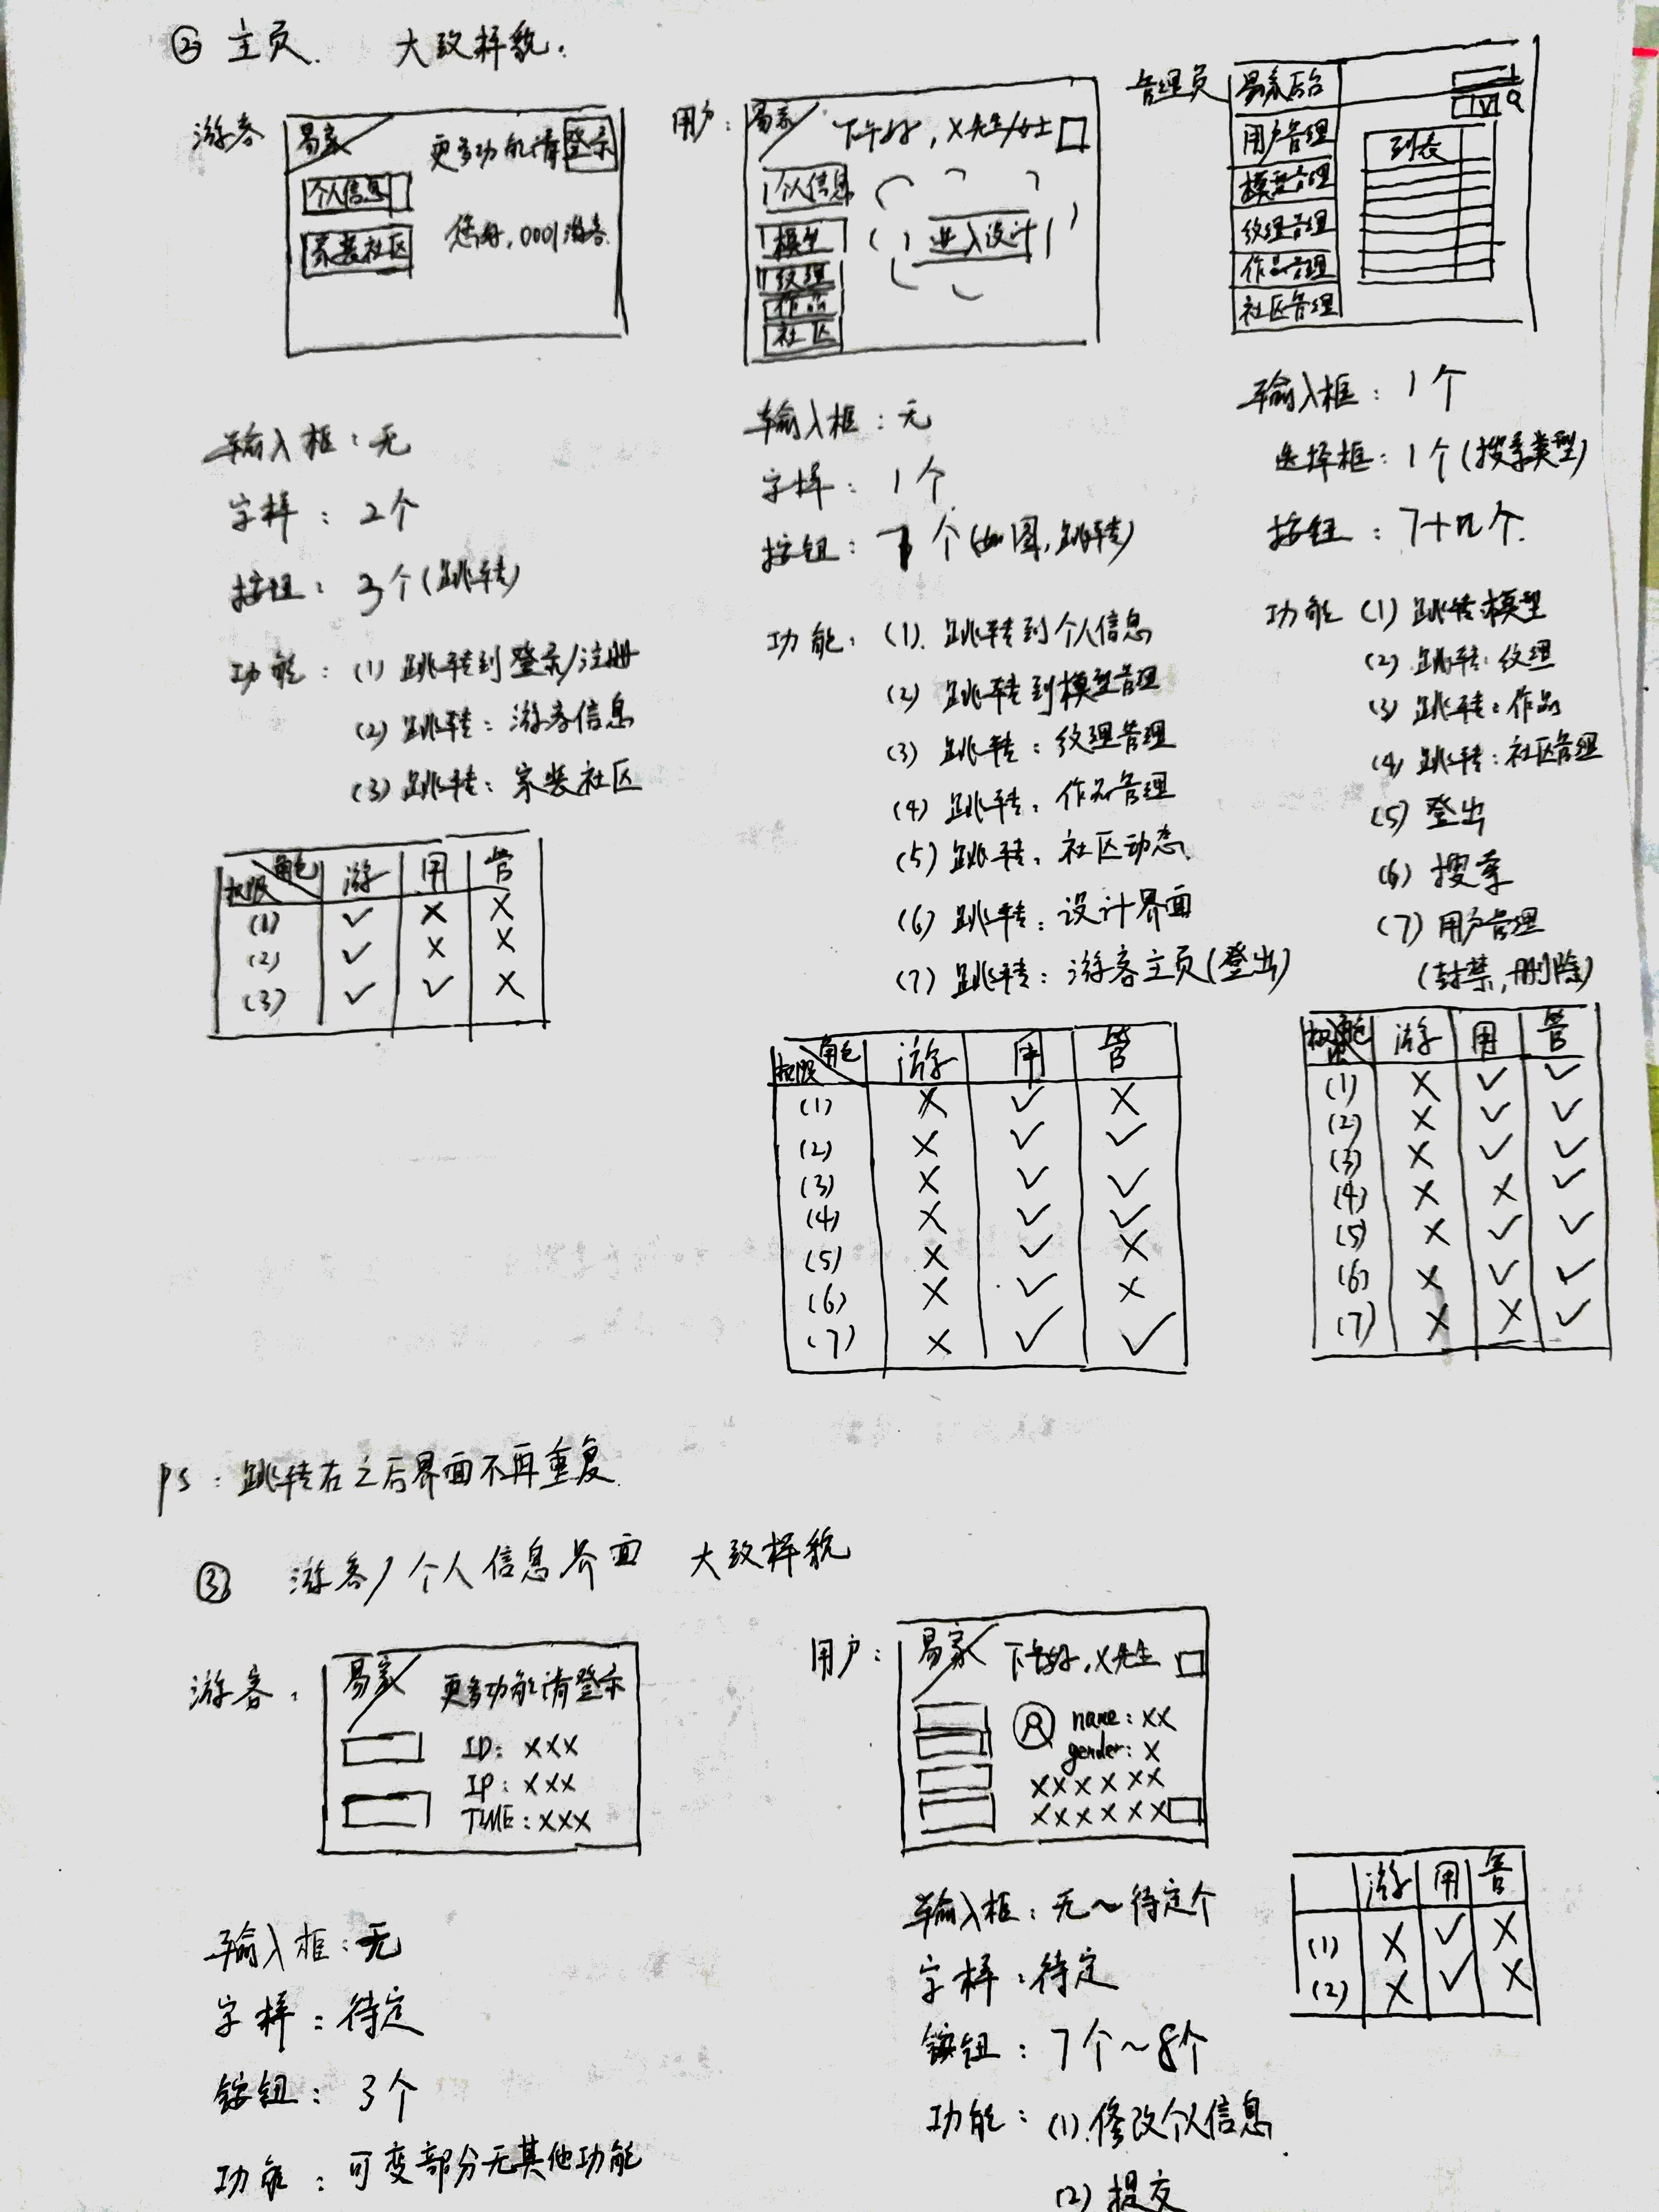 ② 主页. 大致样貌.
游客
易家
更多功能请登录
个人信息
家装社区
您好,0001游客.
输入框:无
字样:2个
按钮:3个(跳转)
功能:(1) 跳转到登录/注册
(2) 跳转:游客信息
(3) 跳转:家装社区
权限 角色 游 用 管
(1) ✓ × ×
(2) ✓ × ×
(3) ✓ ✓ ×
用户:
易家
下午好,X先生/女士
个人信息
模型
纹理
作品
社区
进入设计
输入框:无
字样:1个
按钮:7个(如图,跳转)
功能:(1). 跳转到个人信息
(2) 跳转到模型管理
(3) 跳转:纹理管理
(4) 跳转:作品管理
(5) 跳转:社区动态.
(6) 跳转:设计界面
(7) 跳转:游客主页(登出)
权限 角色 游 用 管
(1) × ✓ ×
(2) × ✓ ✓
(3) × ✓ ✓
(4) × ✓ ✓
(5) × ✓ ×
(6) × ✓ ×
(7) × ✓ ✓
管理员
易家后台
用户管理
模型管理
纹理管理
作品管理
社区管理
列表
输入框:1个
选择框:1个(搜索类型)
按钮:7+n个.
功能 (1) 跳转:模型
(2) 跳转:纹理
(3) 跳转:作品
(4) 跳转:社区管理
(5) 登出
(6) 搜索
(7) 用户管理
(封禁,删除)
权限 角色 游 用 管
(1) × ✓ ✓
(2) × ✓ ✓
(3) × ✓ ✓
(4) × × ✓
(5) × ✓ ✓
(6) × ✓ ✓
(7) × × ✓
ps:跳转在之后界面不再重复.
③ 游客/个人信息界面 大致样貌
游客:
易家
更多功能请登录
ID: XXX
IP: XXX
TIME: XXX
输入框:无
字样:待定
按钮:3个
功能:可变部分无其他功能
用户:
易家
下午好,X先生
name: XX
gender: X
XXXXXX
XXXXXX
输入框:无~待定个
字样:待定
按钮:7个~8个
功能:(1).修改个人信息.
(2) 提交
游 用 管
(1) × ✓ ×
(2) × ✓ ×